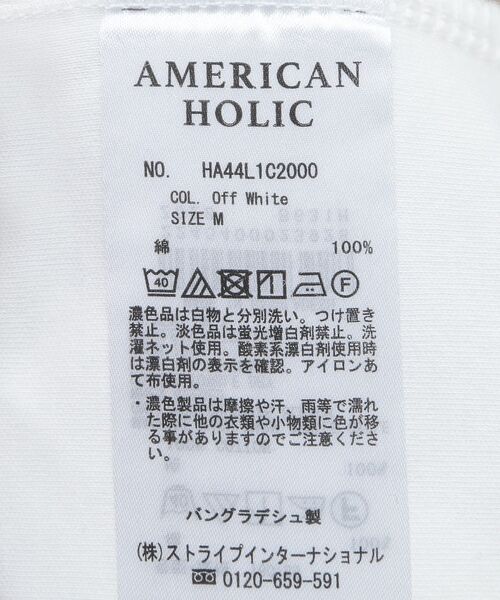 AMERICAN
HOLIC
NO. HA44L1C2000
COL. Off White
SIZE M
綿 100%
40 F
濃色品は白物と分別洗い。つけ置き
禁止。淡色品は蛍光増白剤禁止。洗
濯ネット使用。酸素系漂白剤使用時
は漂白剤の表示を確認。アイロンあ
て布使用。
・濃色製品は摩擦や汗、雨等で濡れ
た際に他の衣類や小物類に色が移
る事がありますのでご注意くださ
い。
バングラデシュ製
(株)ストライプインターナショナル
0120-659-591